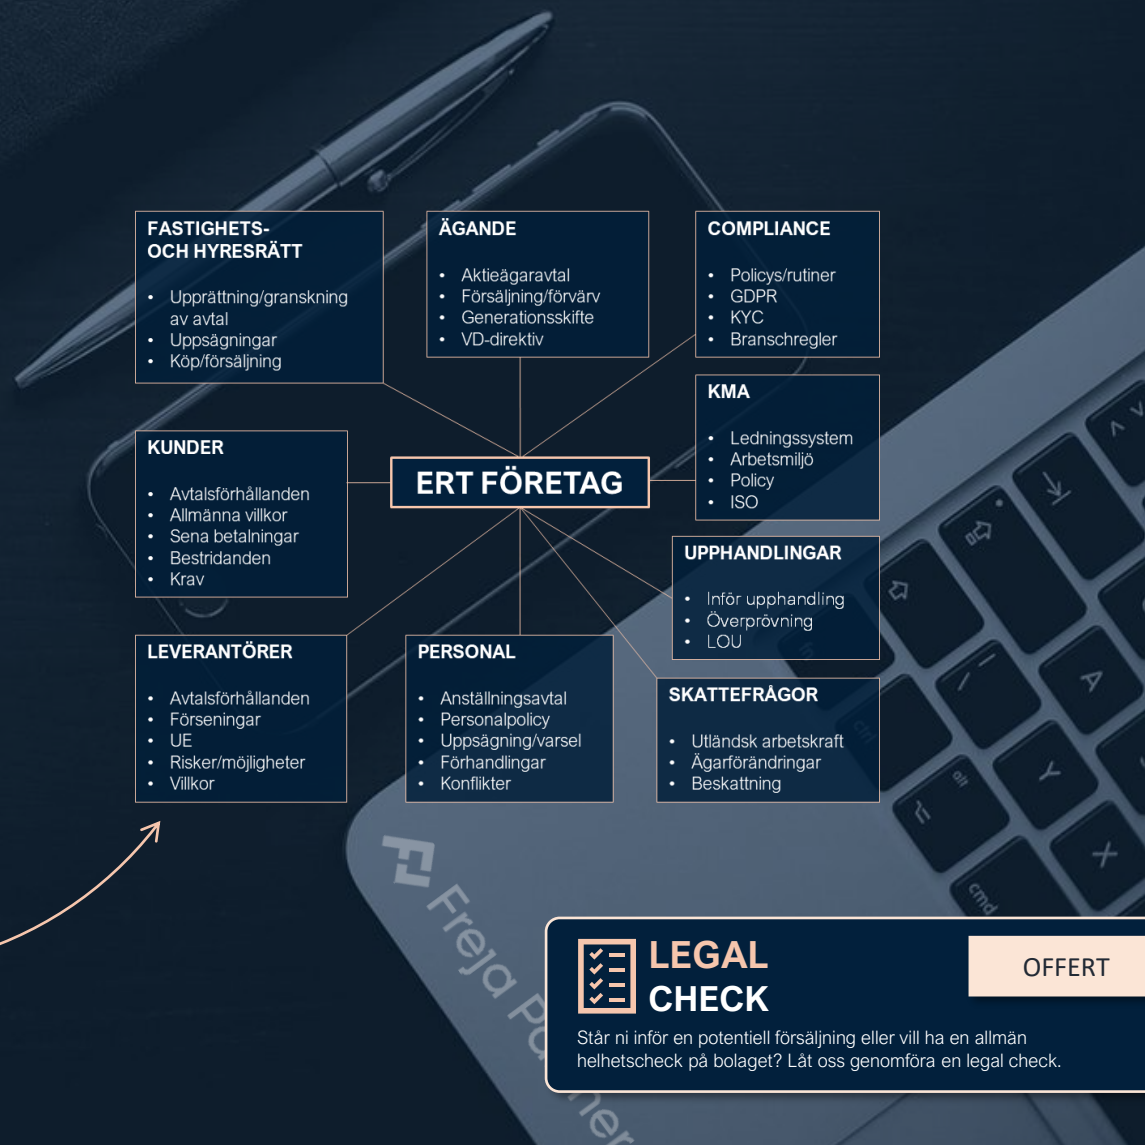 FASTIGHETS-
OCH HYRESRÄTT
• Upprättning/granskning
av avtal
• Uppsägningar
• Köp/försäljning
ÄGANDE
• Aktieägaravtal
• Försäljning/förvärv
• Generationsskifte
• VD-direktiv
COMPLIANCE
• Policys/rutiner
• GDPR
• KYC
• Branschregler
KMA
• Ledningssystem
• Arbetsmiljö
• Policy
• ISO
KUNDER
• Avtalsförhållanden
• Allmänna villkor
• Sena betalningar
• Bestridanden
• Krav
ERT FÖRETAG
UPPHANDLINGAR
• Inför upphandling
• Överprövning
• LOU
LEVERANTÖRER
• Avtalsförhållanden
• Förseningar
• UE
• Risker/möjligheter
• Villkor
PERSONAL
• Anställningsavtal
• Personalpolicy
• Uppsägning/varsel
• Förhandlingar
• Konflikter
SKATTEFRÅGOR
• Utländsk arbetskraft
• Ägarförändringar
• Beskattning
Freja
LEGAL
CHECK
OFFERT
Står ni inför en potentiell försäljning eller vill ha en allmän
helhetscheck på bolaget? Låt oss genomföra en legal check.
alt
cmd
A
Y
X